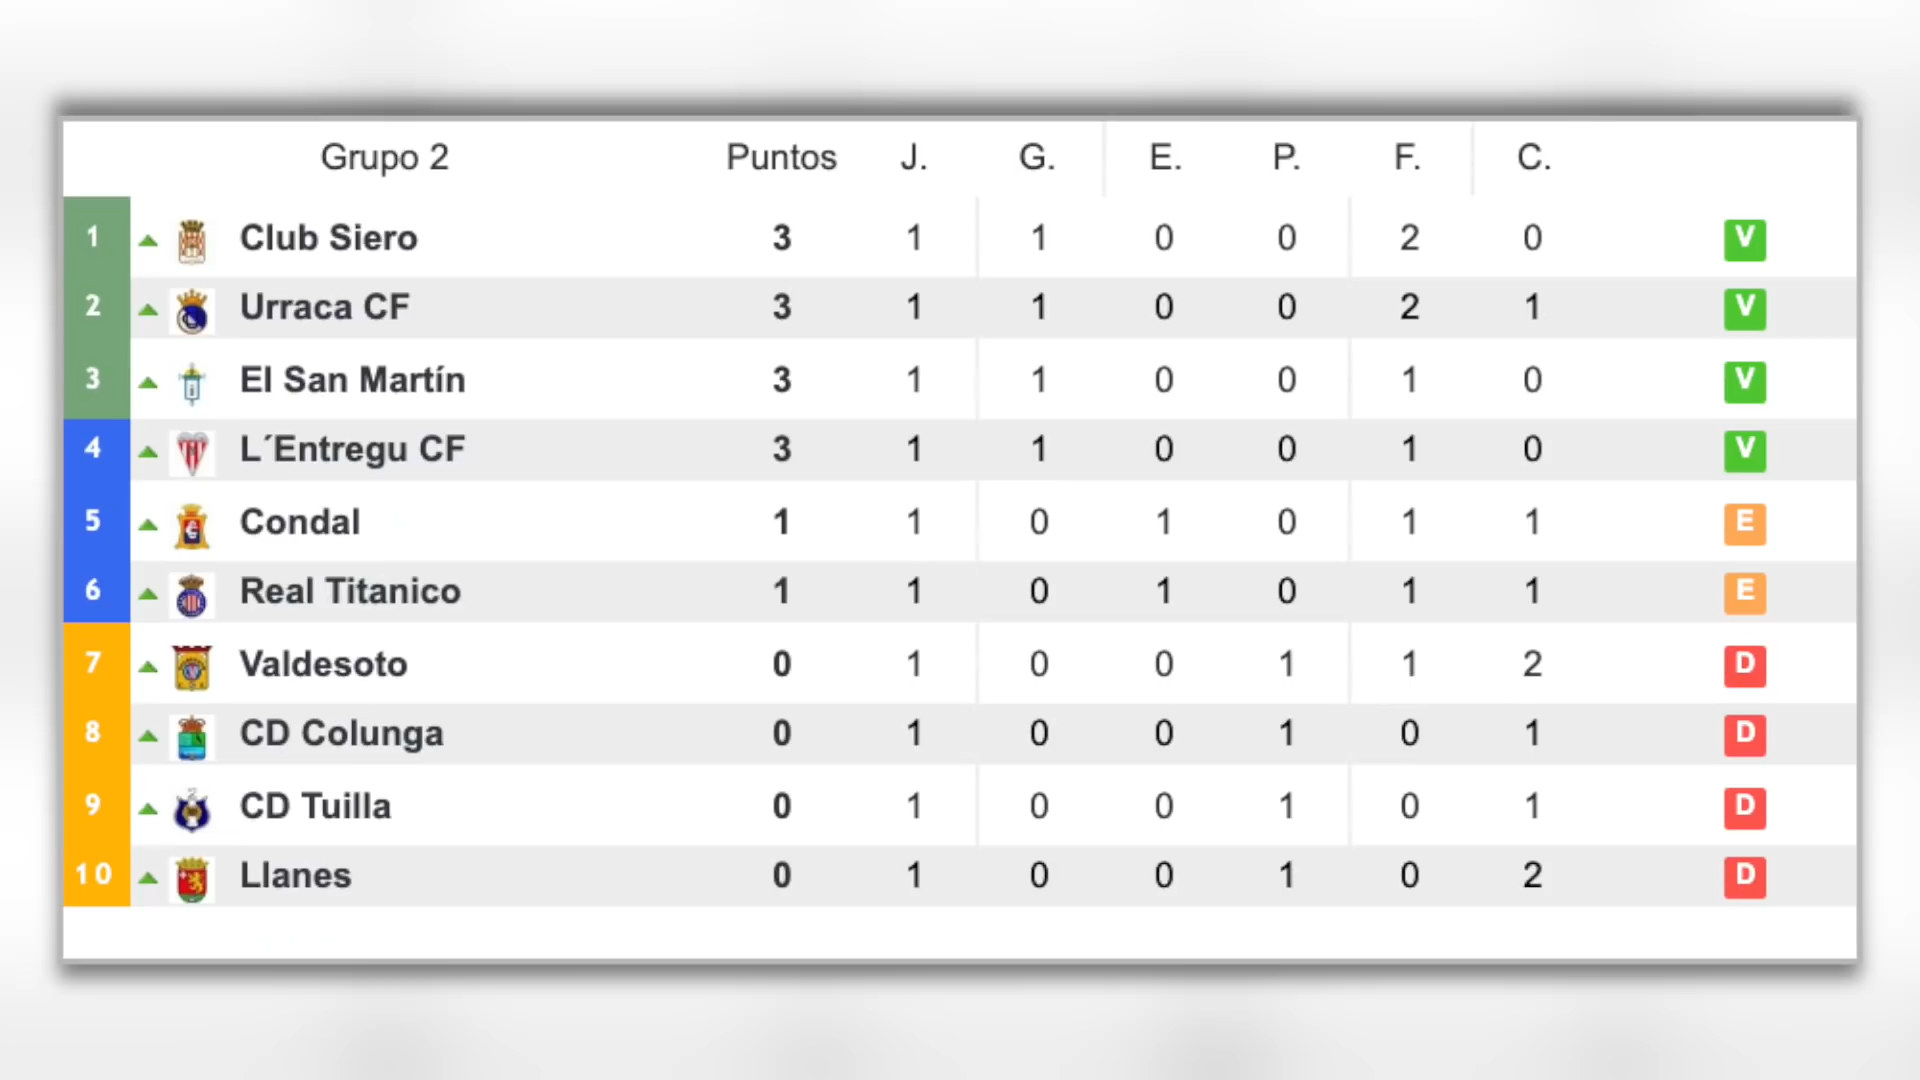 Grupo 2 Puntos J. G. E. P. F. C.
1 Club Siero 3 1 1 0 0 2 0 V
2 Urraca CF 3 1 1 0 0 2 1 V
3 El San Martín 3 1 1 0 0 1 0 V
4 L´Entregu CF 3 1 1 0 0 1 0 V
5 Condal 1 1 0 1 0 1 1 E
6 Real Titanico 1 1 0 1 0 1 1 E
7 Valdesoto 0 1 0 0 1 1 2 D
8 CD Colunga 0 1 0 0 1 0 1 D
9 CD Tuilla 0 1 0 0 1 0 1 D
10 Llanes 0 1 0 0 1 0 2 D